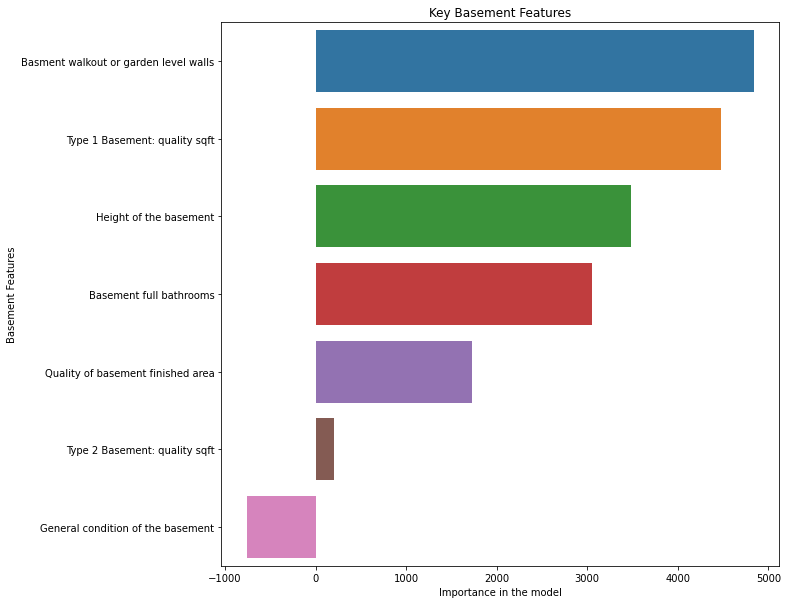 Key Basement Features
Basement Features
Basment walkout or garden level walls
Type 1 Basement: quality sqft
Height of the basement
Basement full bathrooms
Quality of basement finished area
Type 2 Basement: quality sqft
General condition of the basement
−1000 0 1000 2000 3000 4000 5000
Importance in the model